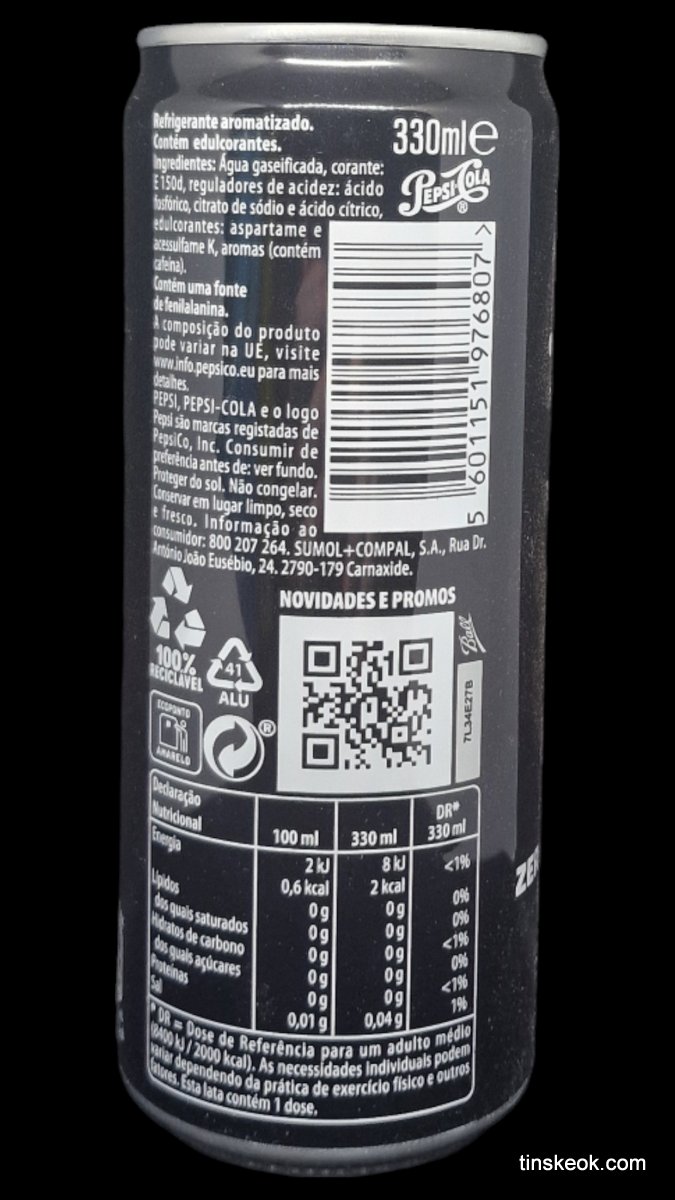 Refrigerante aromatizado.
Contém edulcorantes.
Ingredientes: Água gaseificada, corante:
E 150d, reguladores de acidez: ácido
fosfórico, citrato de sódio e ácido cítrico,
edulcorantes: aspartame e
acessulfame K, aromas (contém
cafeína).
Contém uma fonte
de fenilalanina.
A composição do produto
pode variar na UE, visite
www.info.pepsico.eu para mais
detalhes.
PEPSI, PEPSI-COLA e o logo
Pepsi são marcas registadas de
PepsiCo, Inc. Consumir de
preferência antes de: ver fundo.
Proteger do sol. Não congelar.
Conservar em lugar limpo, seco
e fresco. Informação ao
consumidor: 800 207 264. SUMOL+COMPAL, S.A., Rua Dr.
António João Eusébio, 24. 2790-179 Carnaxide.
330ml e
PEPSI-COLA
®
5 601151 976807 >
NOVIDADES E PROMOS
Ball
7L34E27B
100%
RECICLÁVEL
41
ALU
ECOPONTO
AMARELO
®
Declaração Nutricional 100 ml 330 ml DR* 330 ml
Energia 2 kJ 8 kJ <1%
0,6 kcal 2 kcal
Lípidos 0 g 0 g 0%
dos quais saturados 0 g 0 g 0%
Hidratos de carbono 0 g 0 g <1%
dos quais açúcares 0 g 0 g 0%
Proteínas 0 g 0 g <1%
Sal 0,01 g 0,04 g 1%
* DR = Dose de Referência para um adulto médio
(8400 kJ / 2000 kcal). As necessidades individuais podem
variar dependendo da prática de exercício físico e outros
fatores. Esta lata contém 1 dose.
ZER
tinskeok.com